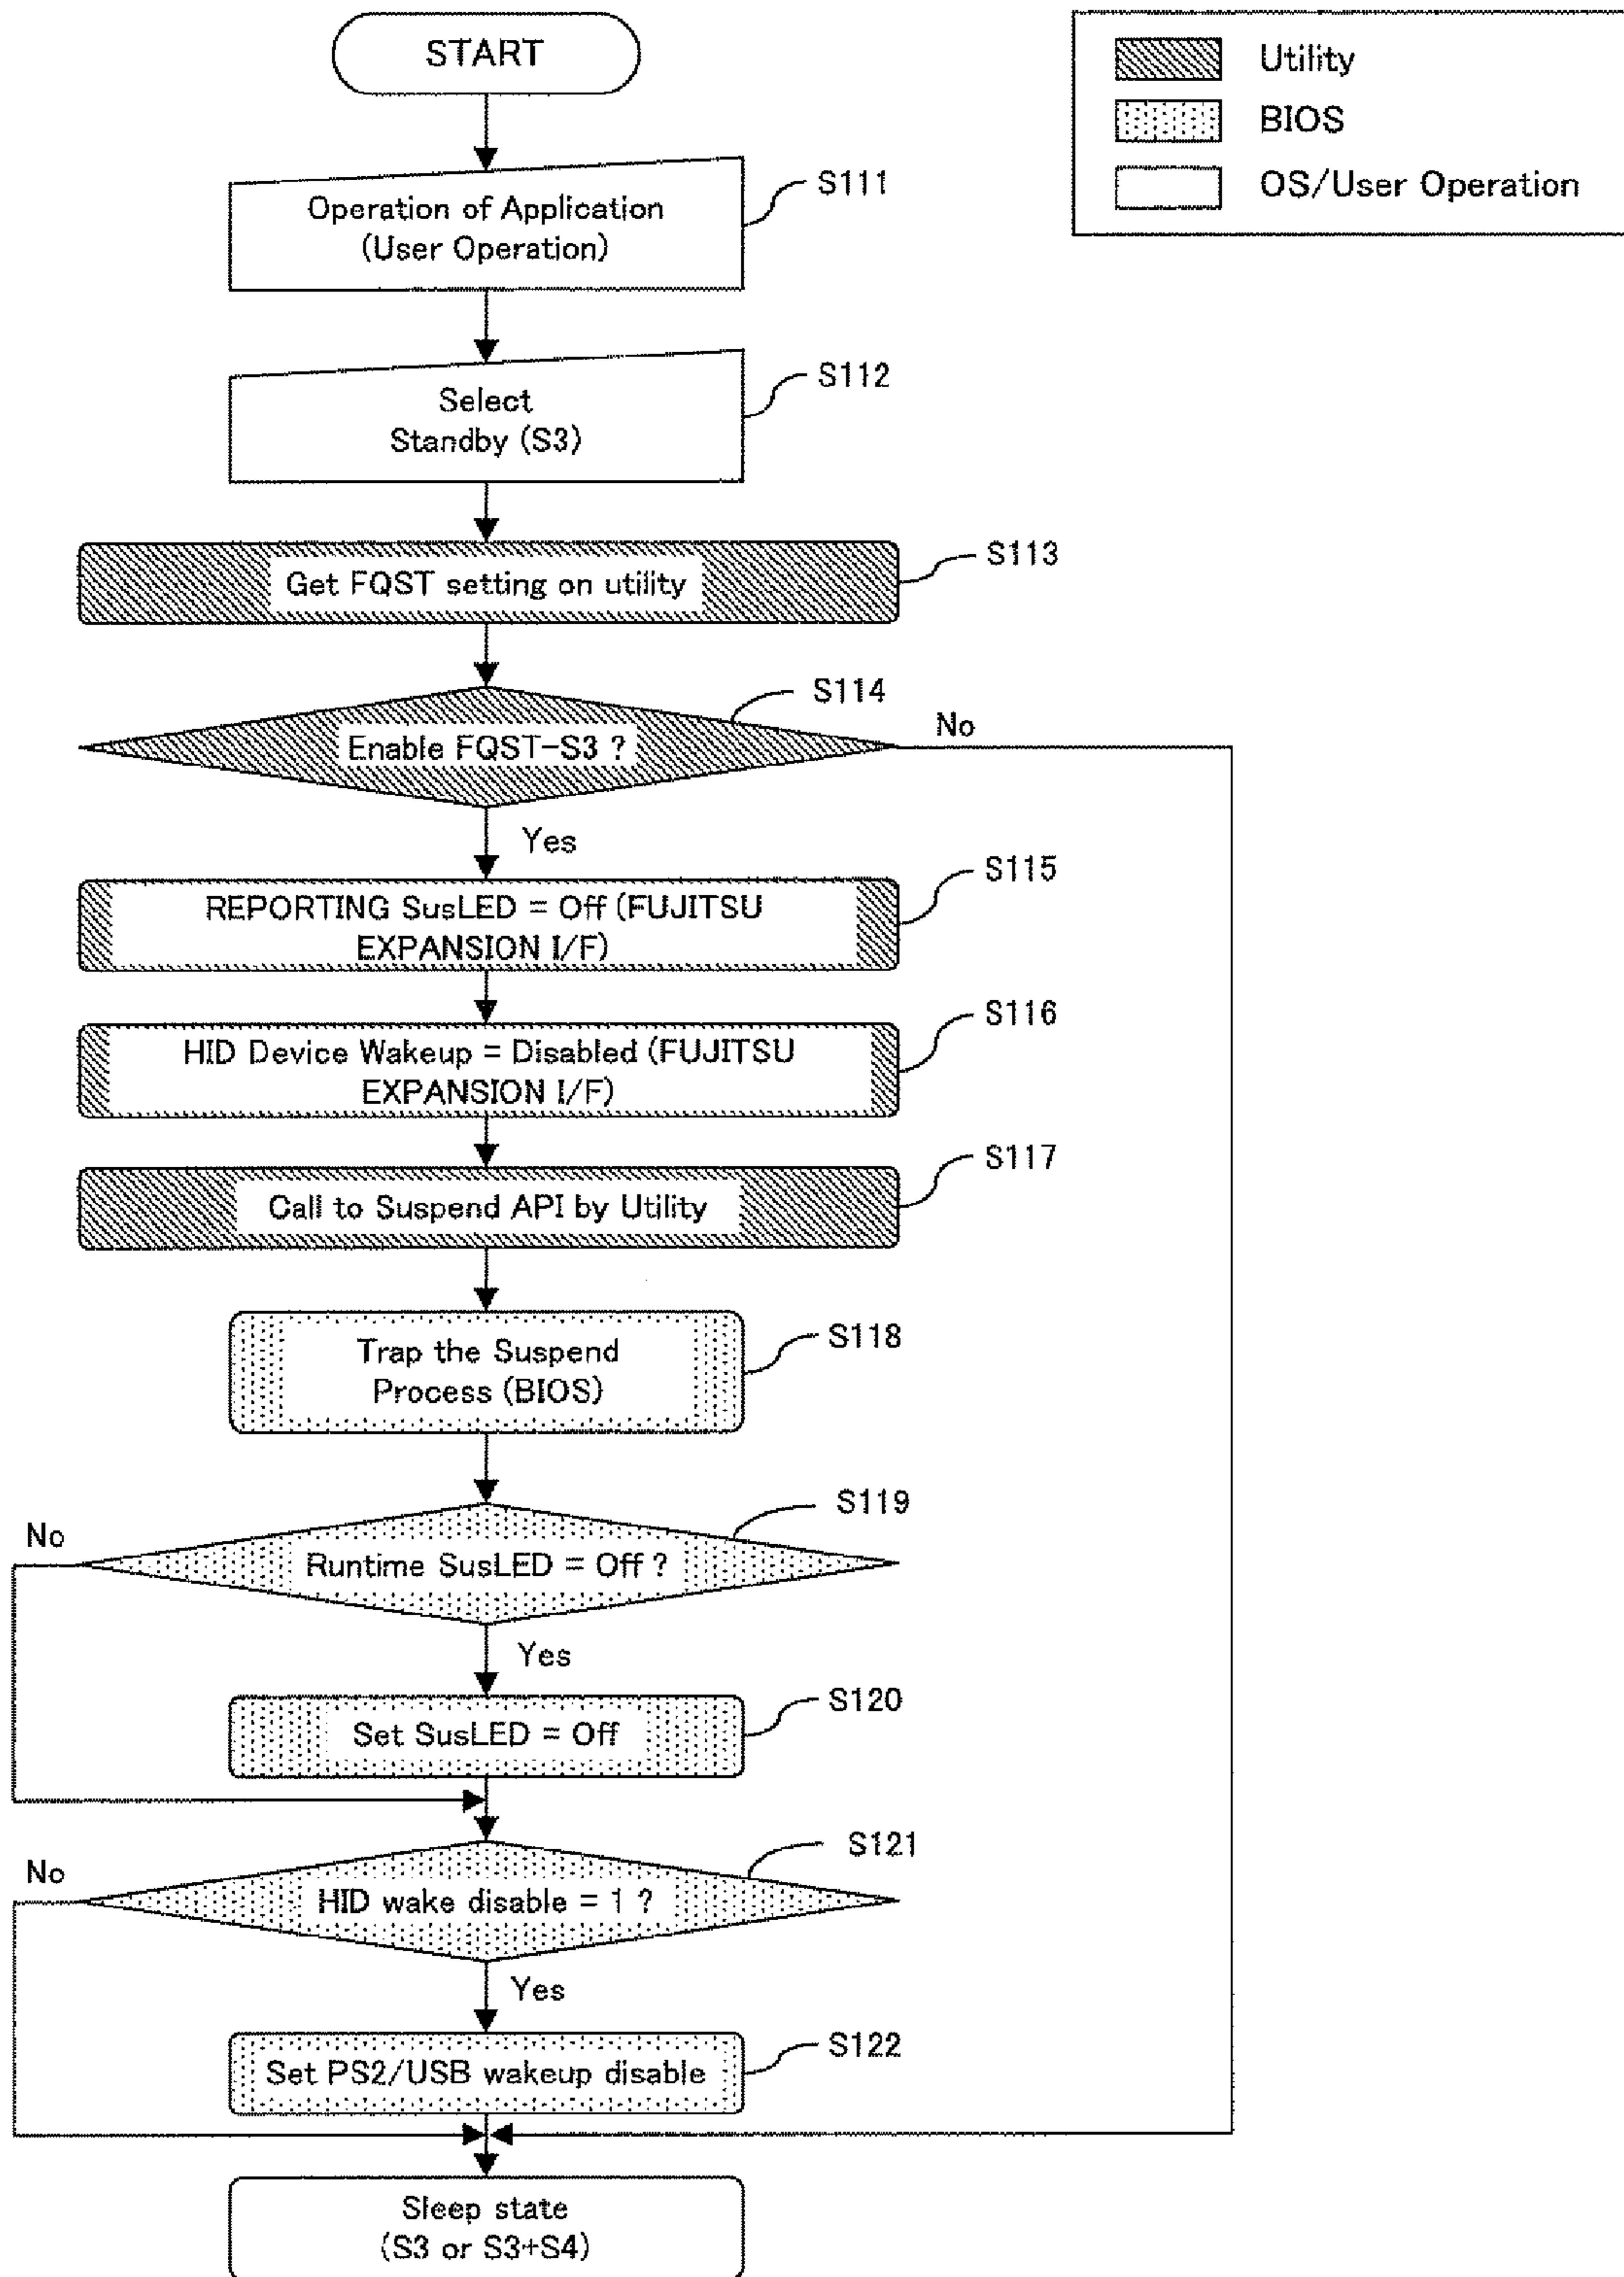 START
Utility
BIOS
OS/User Operation
Operation of Application
(User Operation)
S111
Select
Standby (S3)
S112
Get FQST setting on utility
S113
Enable FQST-S3 ?
S114
No
Yes
REPORTING SusLED = Off (FUJITSU
EXPANSION I/F)
S115
HID Device Wakeup = Disabled (FUJITSU
EXPANSION I/F)
S116
Call to Suspend API by Utility
S117
Trap the Suspend
Process (BIOS)
S118
Runtime SusLED = Off ?
S119
No
Yes
Set SusLED = Off
S120
HID wake disable = 1 ?
S121
No
Yes
Set PS2/USB wakeup disable
S122
Sleep state
(S3 or S3+S4)